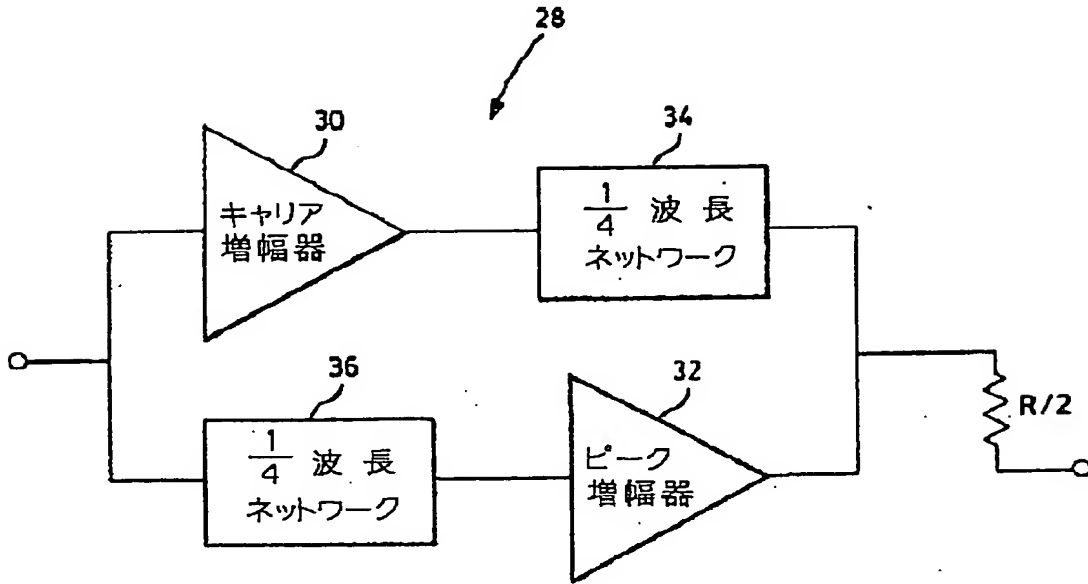 28
30
キャリア
増幅器
34
1/4 波長
ネットワーク
36
1/4 波長
ネットワーク
32
ピーク
増幅器
R/2